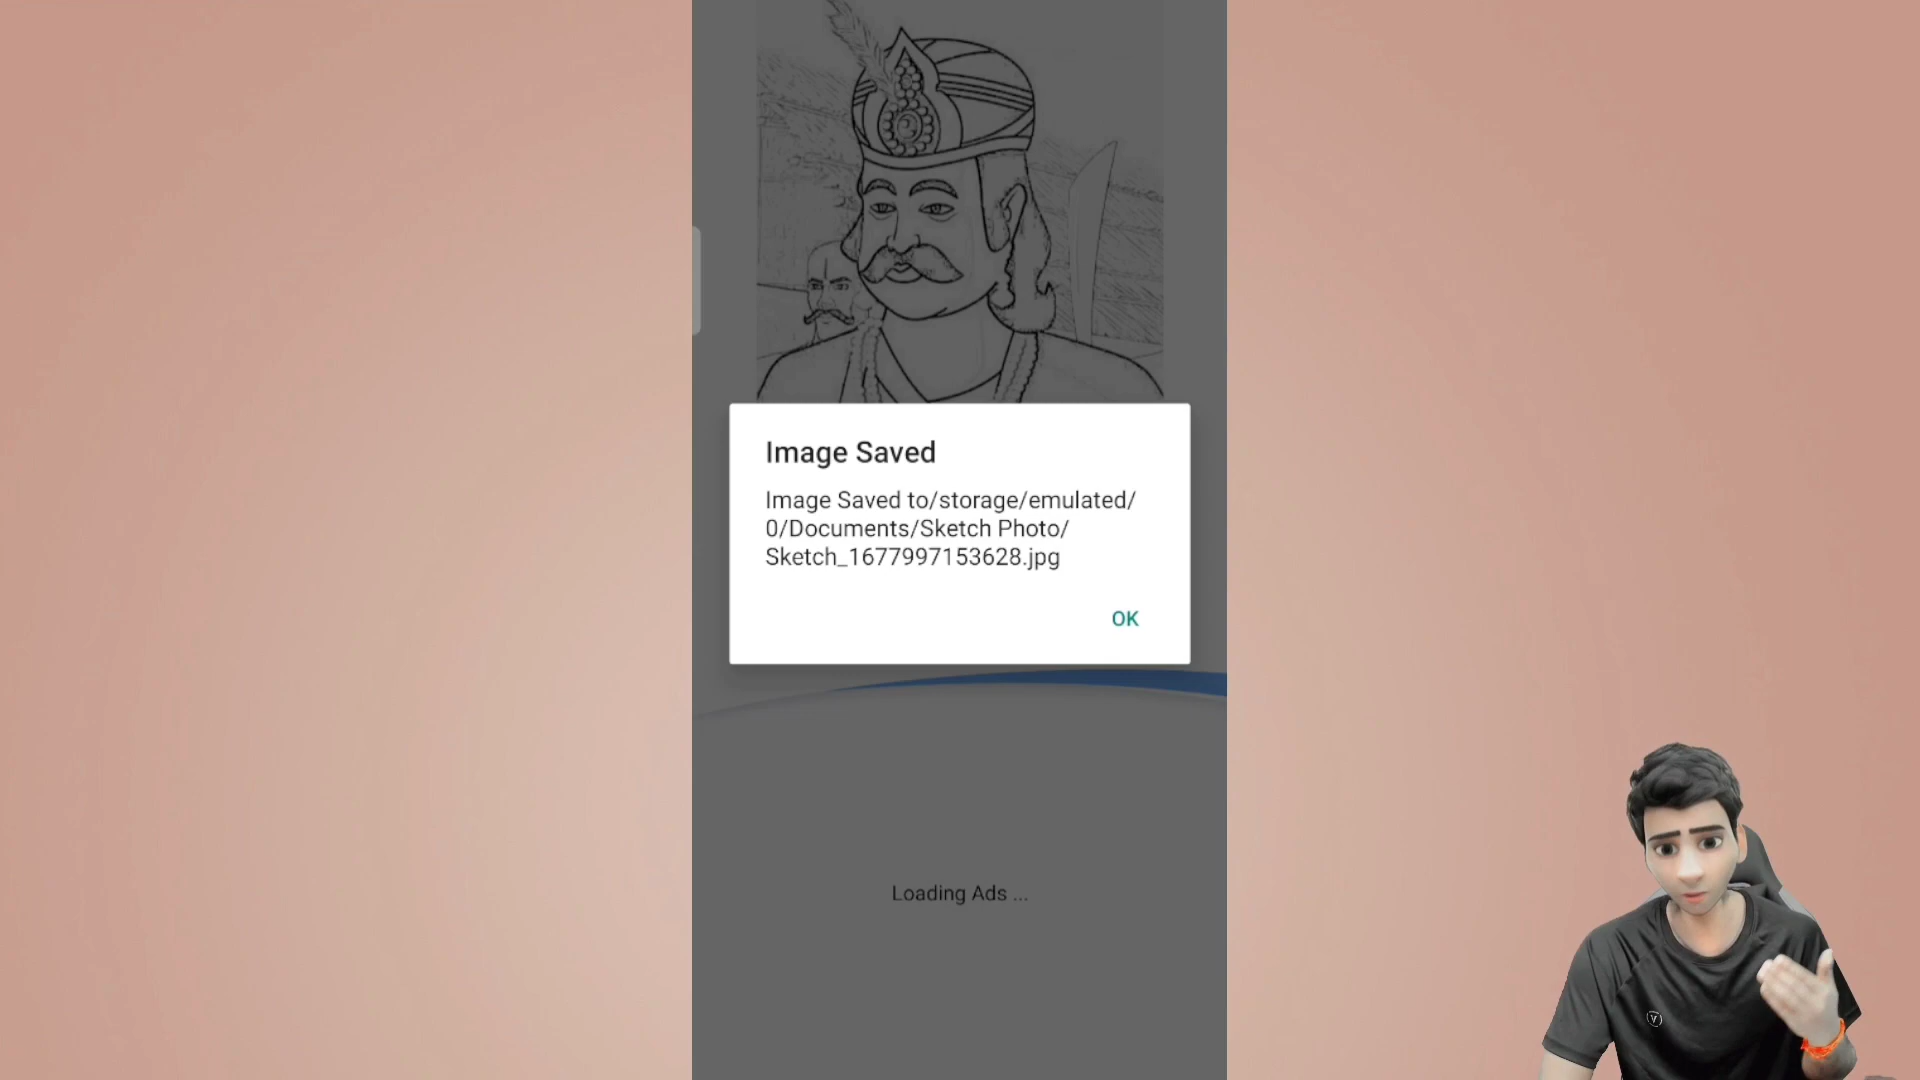 Image Saved
Image Saved to/storage/emulated/
0/Documents/Sketch Photo/
Sketch_1677997153628.jpg
OK
Loading Ads ...